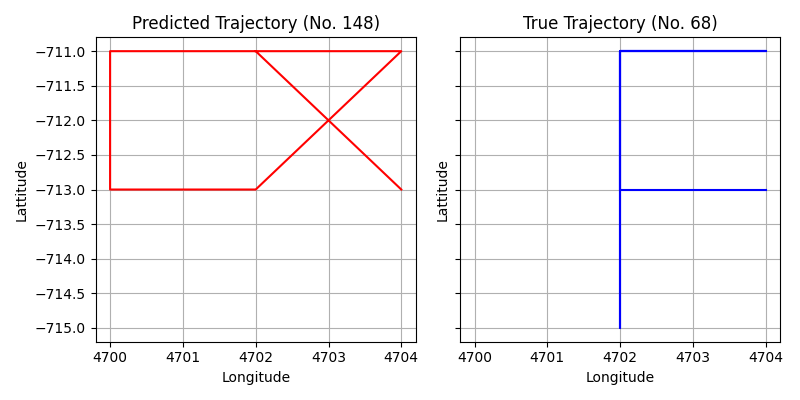 Predicted Trajectory (No. 148)
True Trajectory (No. 68)
−711.0
−711.5
−712.0
−712.5
−713.0
−713.5
−714.0
−714.5
−715.0
Lattitude
Lattitude
4700 4701 4702 4703 4704
4700 4701 4702 4703 4704
Longitude
Longitude